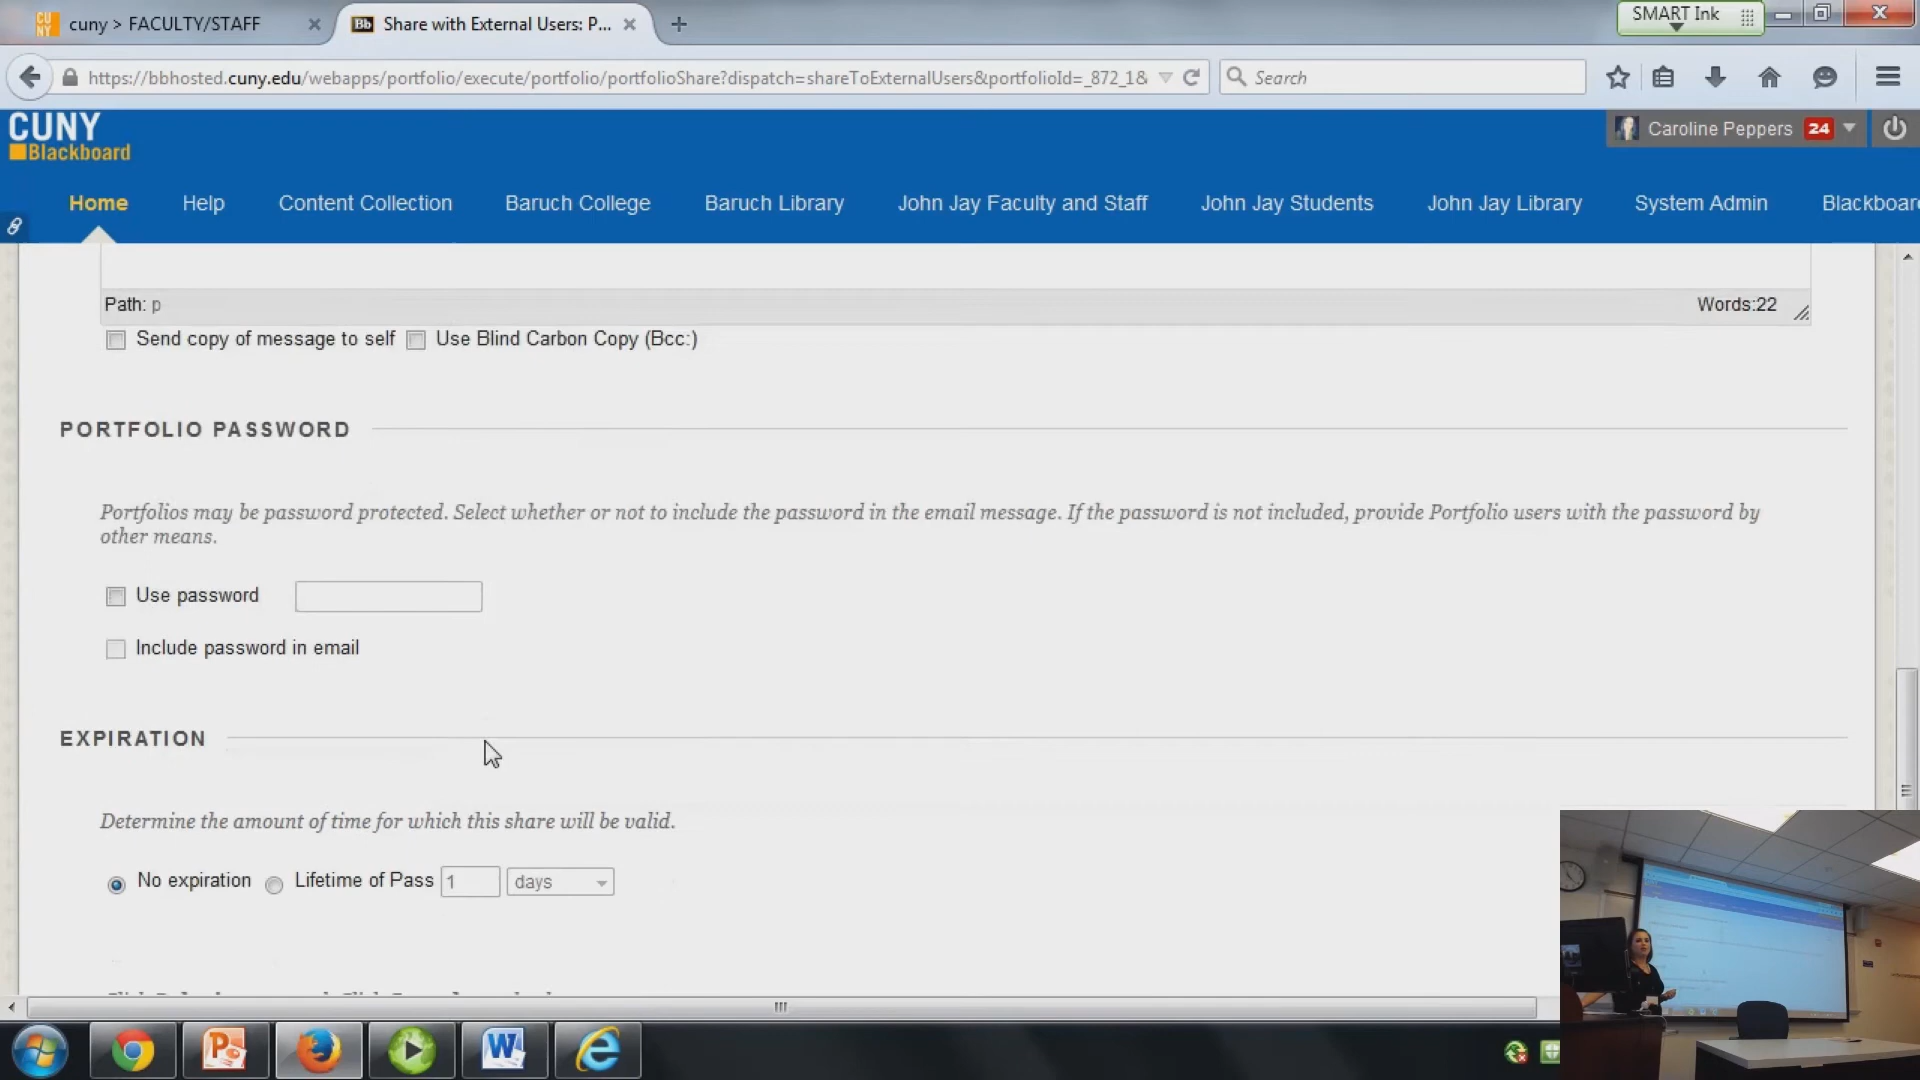 cuny > FACULTY/STAFF
Bb Share with External Users: P...
SMART Ink
https://bbhosted.cuny.edu/webapps/portfolio/execute/portfolio/portfolioShare?dispatch=shareToExternalUsers&portfolioId=_872_1&
Search
CUNY
Blackboard
Caroline Peppers 24
Home Help Content Collection Baruch College Baruch Library John Jay Faculty and Staff John Jay Students John Jay Library System Admin Blackboar
Path: p
Words:22
Send copy of message to self Use Blind Carbon Copy (Bcc:)
PORTFOLIO PASSWORD
Portfolios may be password protected. Select whether or not to include the password in the email message. If the password is not included, provide Portfolio users with the password by
other means.
Use password
Include password in email
EXPIRATION
Determine the amount of time for which this share will be valid.
No expiration Lifetime of Pass 1 days